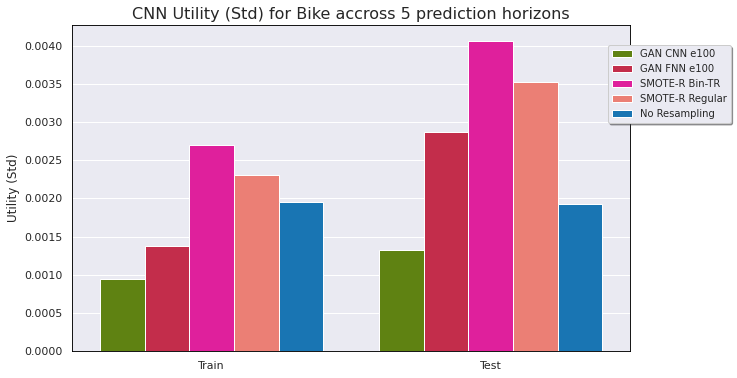 CNN Utility (Std) for Bike accross 5 prediction horizons
Utility (Std)
0.0040
0.0035
0.0030
0.0025
0.0020
0.0015
0.0010
0.0005
0.0000
Train
Test
GAN CNN e100
GAN FNN e100
SMOTE-R Bin-TR
SMOTE-R Regular
No Resampling